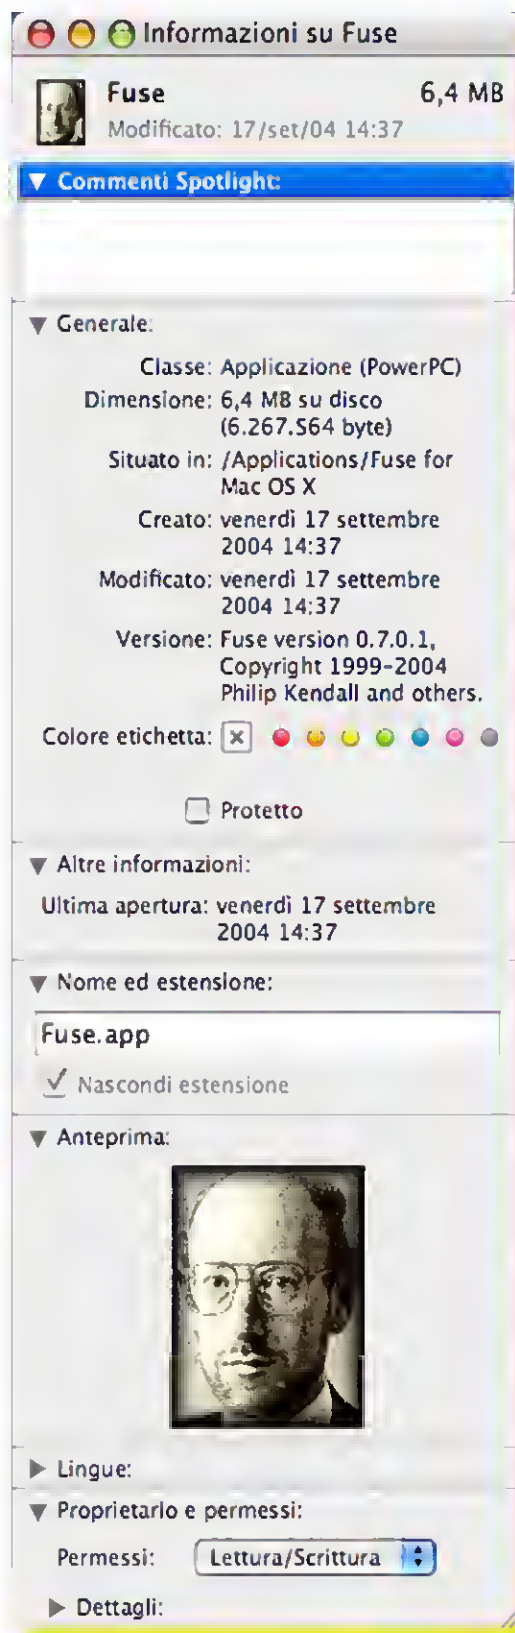 Informazioni su Fuse
Fuse 6,4 MB
Modificato: 17/set/04 14:37
Commenti Spotlight:
Generale:
Classe: Applicazione (PowerPC)
Dimensione: 6,4 MB su disco
(6.267.564 byte)
Situato in: /Applications/Fuse for
Mac OS X
Creato: venerdì 17 settembre
2004 14:37
Modificato: venerdì 17 settembre
2004 14:37
Versione: Fuse version 0.7.0.1,
Copyright 1999-2004
Philip Kendall and others.
Colore etichetta:
Protetto
Altre informazioni:
Ultima apertura: venerdì 17 settembre
2004 14:37
Nome ed estensione:
Fuse.app
Nascondi estensione
Anteprima:
Lingue:
Proprietario e permessi:
Permessi: Lettura/Scrittura
Dettagli: